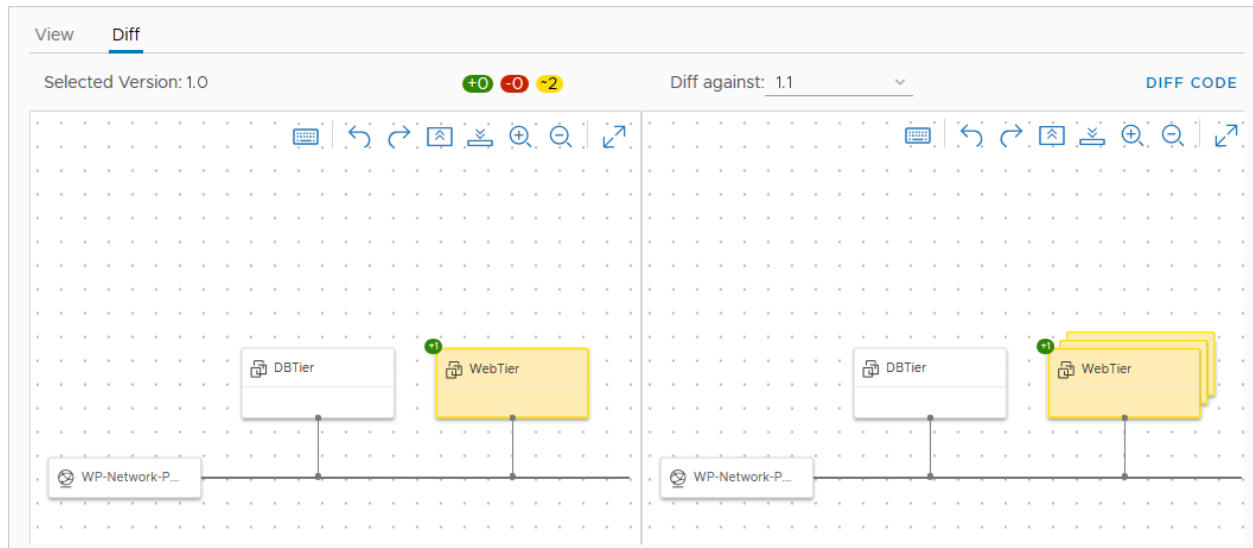 View Diff
Selected Version: 1.0 +0 -0 ~2 Diff against: 1.1 DIFF CODE
+1 +1
DBTier WebTier DBTier WebTier
WP-Network-P... WP-Network-P...